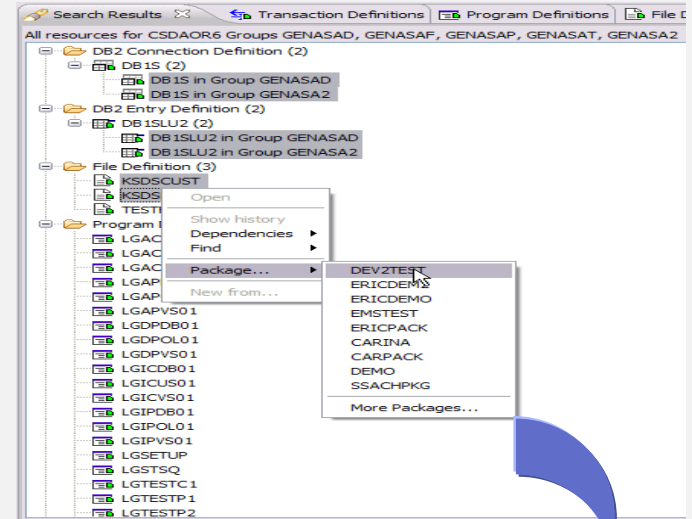 Search Results Transaction Definitions Program Definitions File D
All resources for CSDAOR6 Groups GENASAD, GENASAF, GENASAP, GENASAT, GENASA2
DB2 Connection Definition (2)
DB1S (2)
DB1S in Group GENASAD
DB1S in Group GENASA2
DB2 Entry Definition (2)
DB1SLU2 (2)
DB1SLU2 in Group GENASAD
DB1SLU2 in Group GENASA2
File Definition (3)
KSDSCUST
KSDS
TESTF
Program D
LGAC
LGAC
LGAC
LGAP
LGAP
LGAPVS01
LGDPDB01
LGDPOL01
LGDPVS01
LGICDB01
LGICUS01
LGICVS01
LGIPDB01
LGIPOL01
LGIPVS01
LGSETUP
LGSTSQ
LGTESTC1
LGTESTP1
LGTESTP2
Open
Show history
Dependencies
Find
Package...
New from...
DEV2TEST
ERICDEM2
ERICDEMO
EMSTEST
ERICPACK
CARINA
CARPACK
DEMO
SSACHPKG
More Packages...